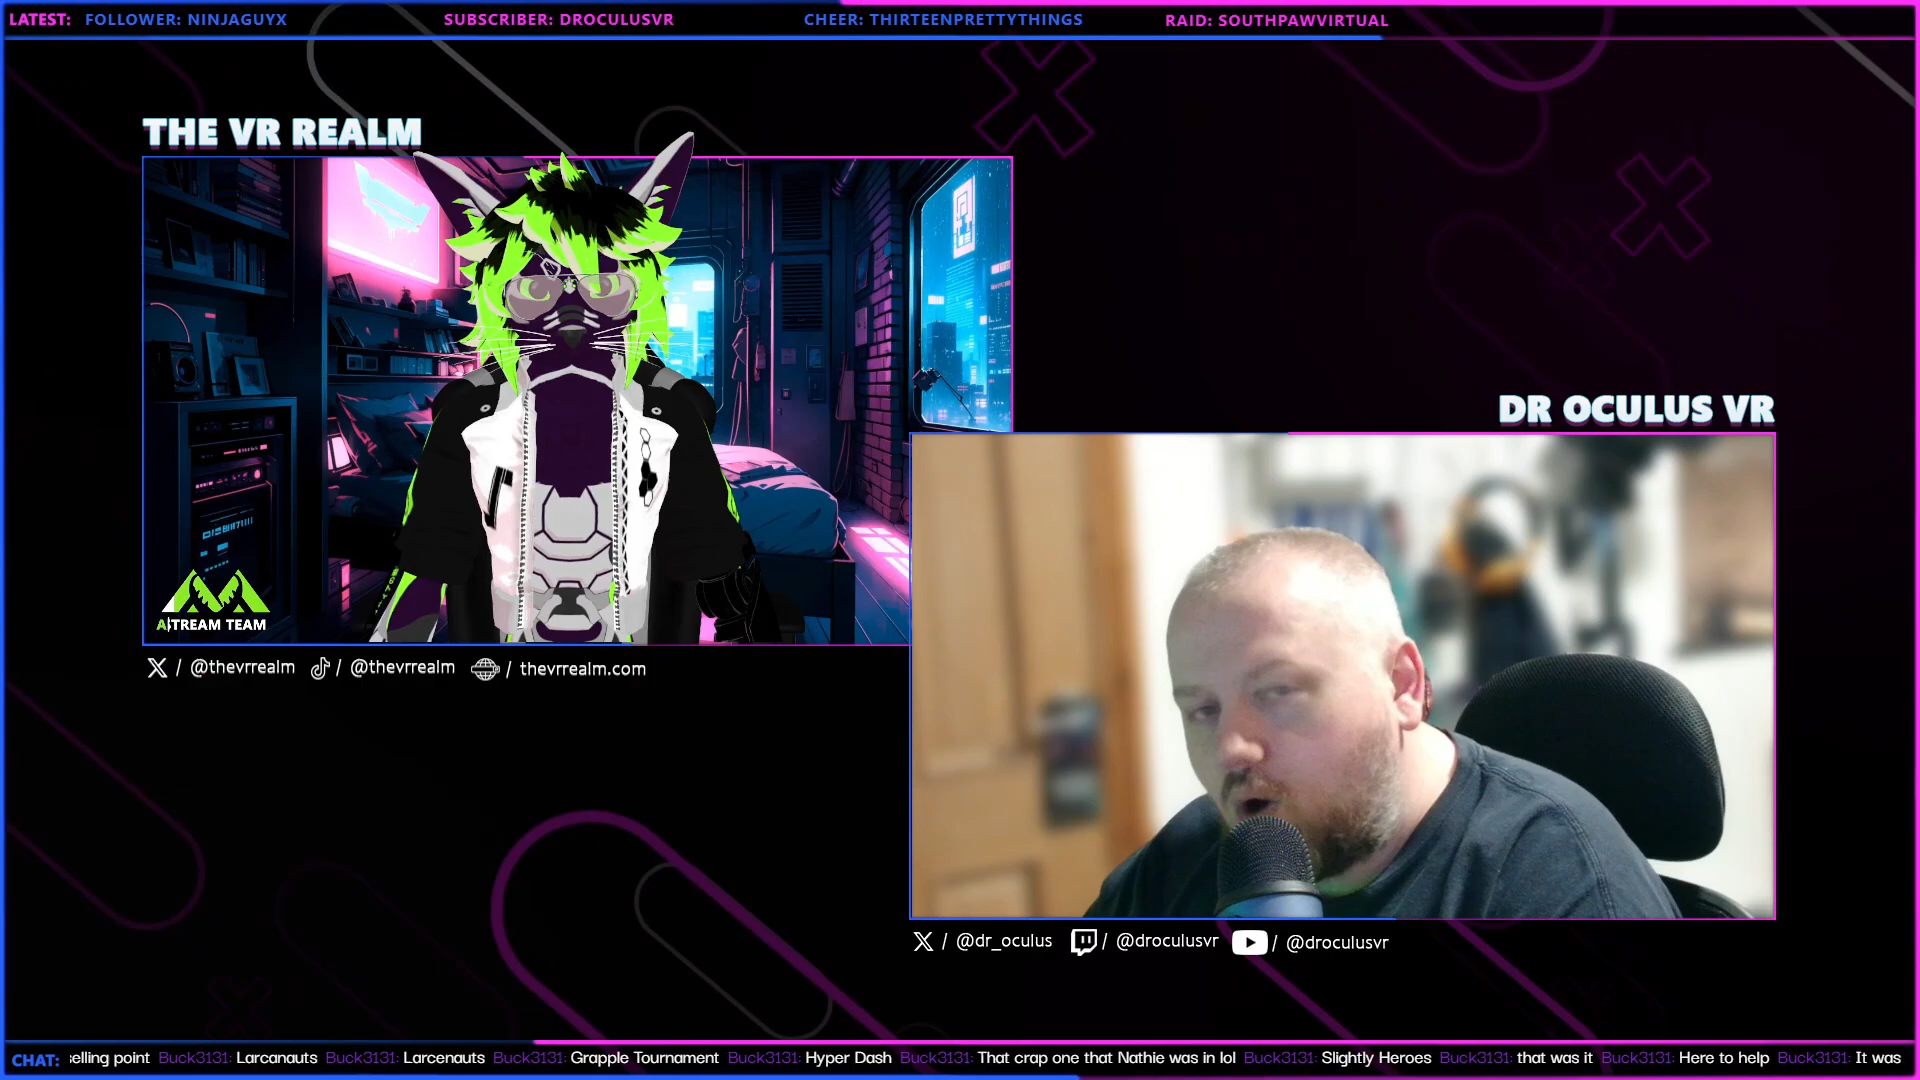 LATEST: FOLLOWER: NINJAGUYX SUBSCRIBER: DROCULUSVR CHEER: THIRTEENPRETTYTHINGS RAID: SOUTHPAWVIRTUAL
THE VR REALM
DR OCULUS VR
TREAM TEAM
/ @thevrrealm / @thevrrealm / thevrrealm.com
/ @dr_oculus / @droculusvr / @droculusvr
CHAT: elling point Buck3131: Larcanauts Buck3131: Larcenauts Buck3131: Grapple Tournament Buck3131: Hyper Dash Buck3131: That crap one that Nathie was in lol Buck3131: Slightly Heroes Buck3131: that was it Buck3131: Here to help Buck3131: It was